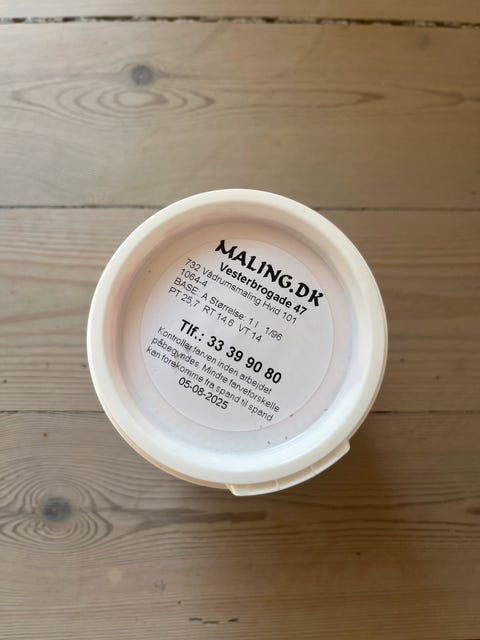 MALING.DK
Vesterbrogade 47
732 Vådrumsmaling Hvid 101
1064-4
BASE: A Størrelse: 1 l 1/96
PT 25,7 RT 14,6 VT 14
Tlf.: 33 39 90 80
Kontroller farven inden arbejdet
påbegyndes. Mindre farveforskelle
kan forekomme fra spand til spand
05-08-2025